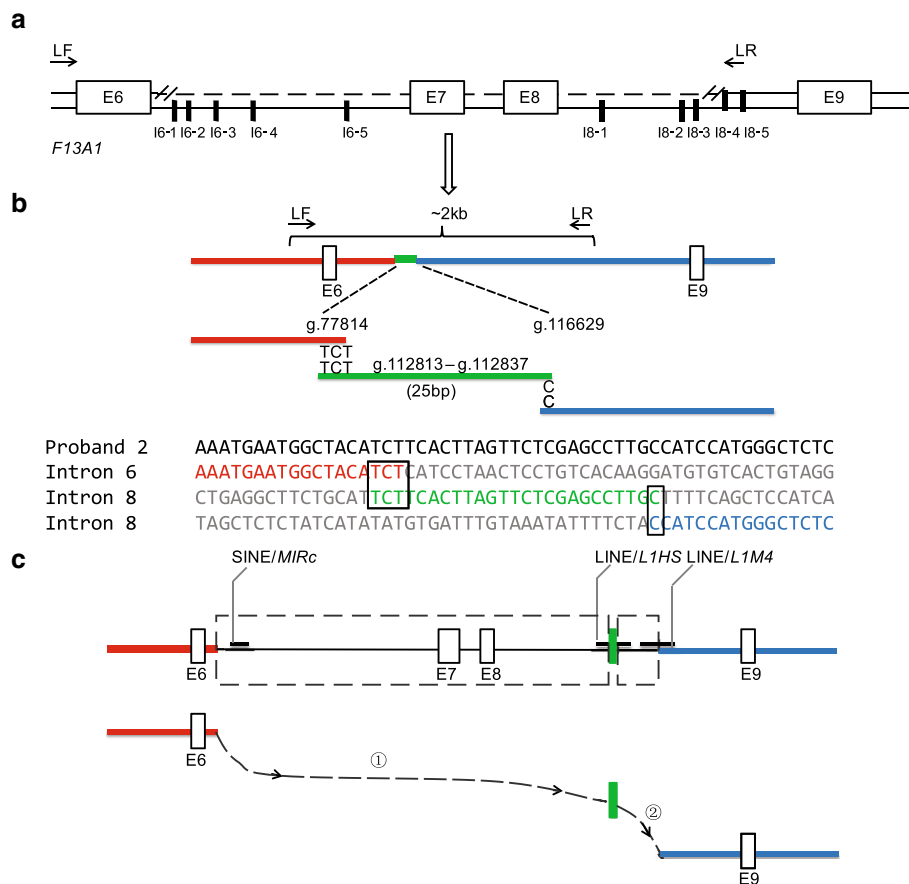 a
LF
LR
E6
E7
E8
E9
I6-1 I6-2 I6-3 I6-4 I6-5 I8-1 I8-2 I8-3 I8-4 I8-5
F13A1
b
LF ~2kb LR
E6
E9
g.77814 g.116629
TCT
TCT g.112813–g.112837
(25bp)
C
C
Proband 2 AAATGAATGGCTACATCTTCACTTAGTTCTCGAGCCTTGCCATCCATGGGCTCTC
Intron 6 AAATGAATGGCTACATCTCATCCTAACTCCTGTCACAAGGATGTGTCACTGTAGG
Intron 8 CTGAGGCTTCTGCATTCTTCACTTAGTTCTCGAGCCTTGCTTTTCAGCTCCATCA
Intron 8 TAGCTCTCTATCATATATGTGATTTGTAAATATTTTCTACCATCCATGGGCTCTC
c
SINE/MIRc LINE/L1HS LINE/L1M4
E6
E7
E8
E9
E6
①
②
E9